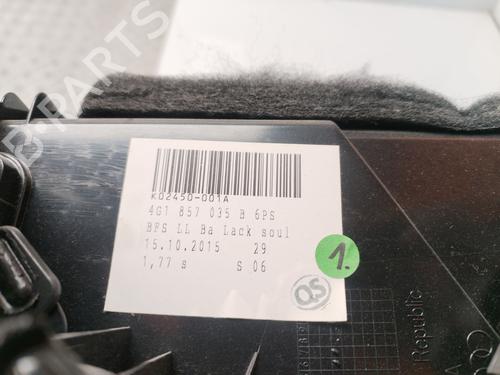 B-PARTS
K02450-001A
4G1 857 035 B 6PS
BFS LL Ba Lack soul
15.10.2015 29
1,77 s S 06
QS
1.
Republic